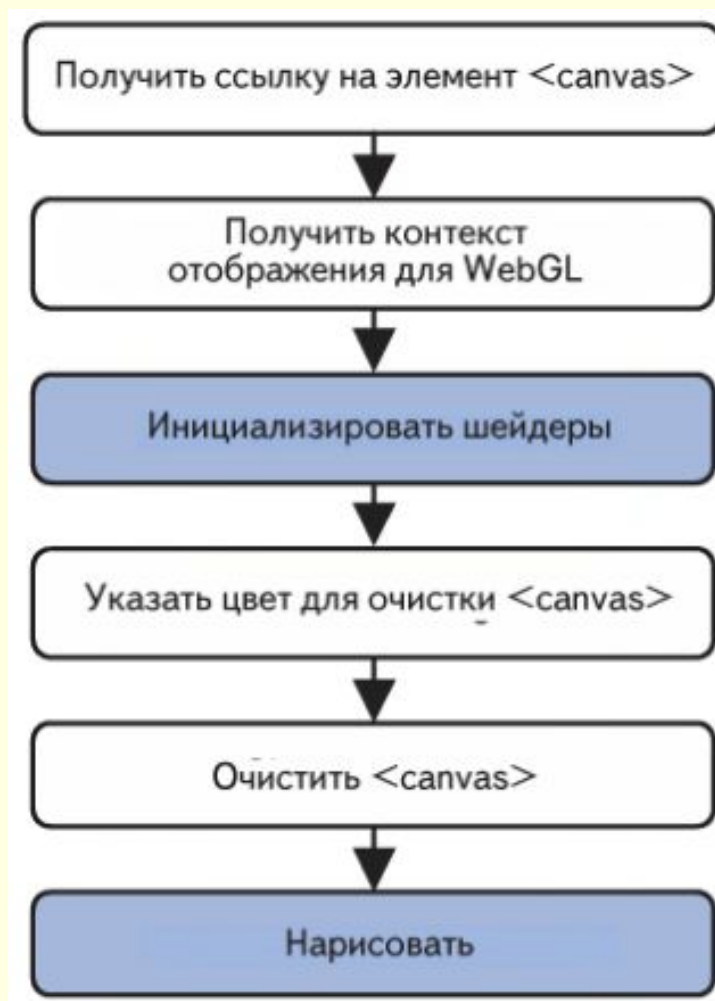 Получить ссылку на элемент <canvas>
Получить контекст
отображения для WebGL
Инициализировать шейдеры
Указать цвет для очистки <canvas>
Очистить <canvas>
Нарисовать